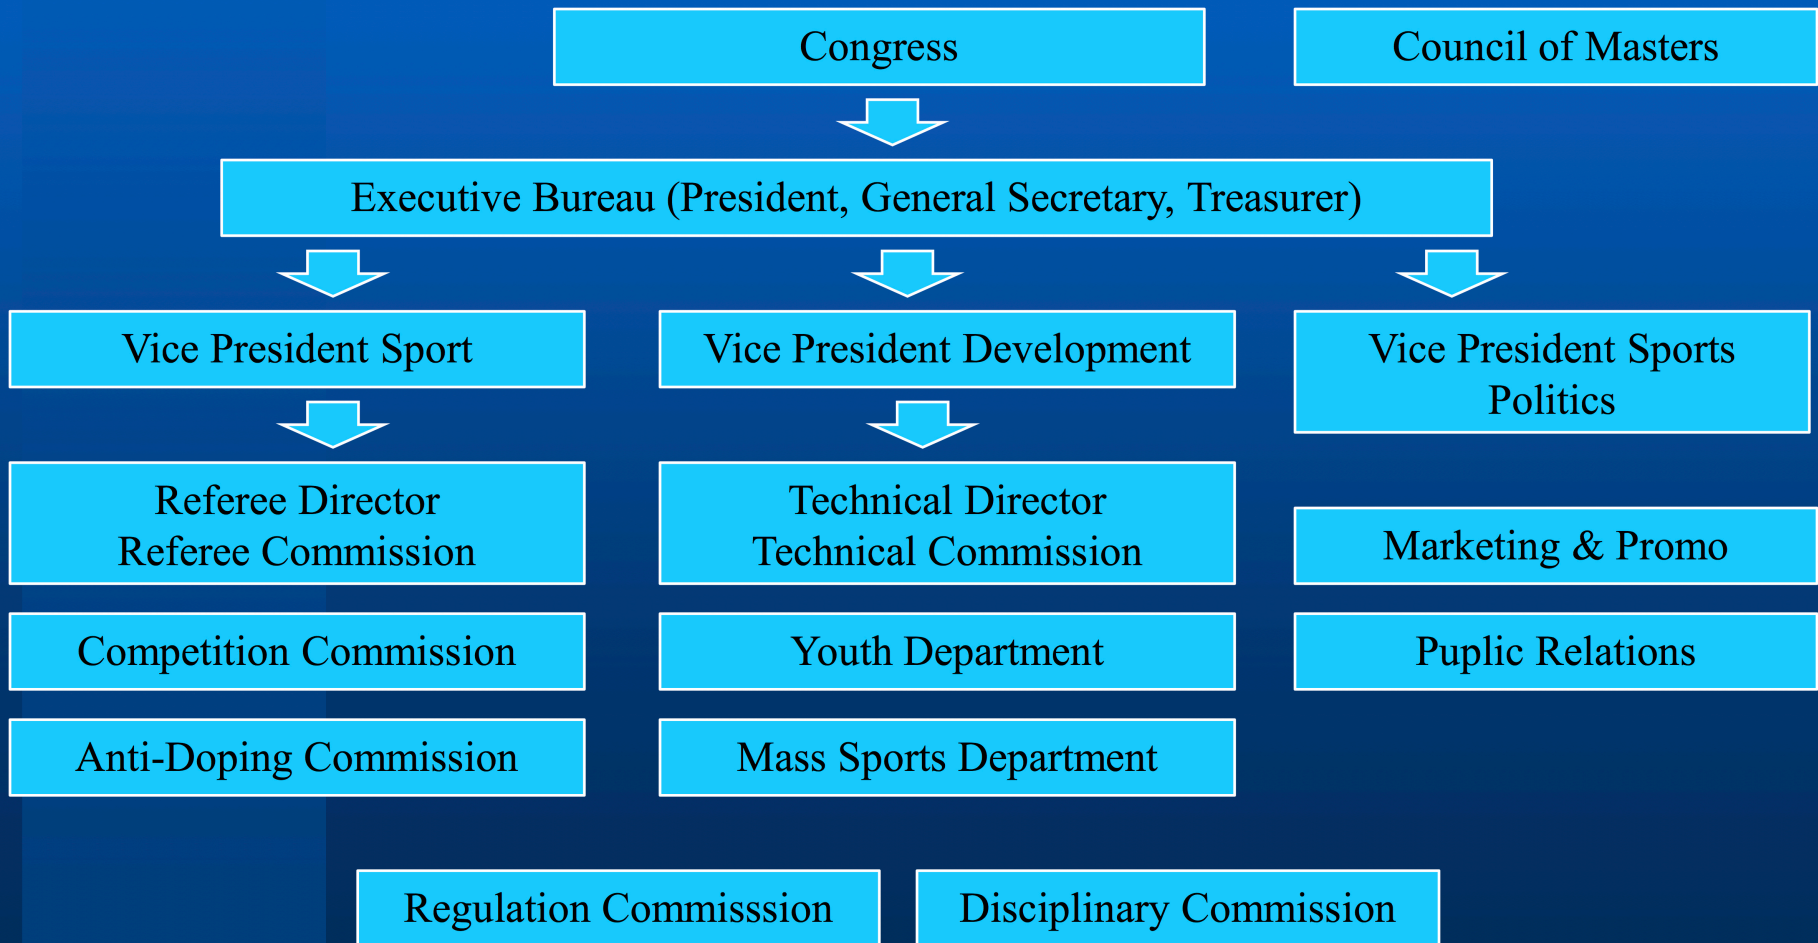 Congress
Council of Masters
Executive Bureau (President, General Secretary, Treasurer)
Vice President Sport
Vice President Development
Vice President Sports
Politics
Referee Director
Referee Commission
Technical Director
Technical Commission
Marketing & Promo
Competition Commission
Youth Department
Puplic Relations
Anti-Doping Commission
Mass Sports Department
Regulation Commisssion
Disciplinary Commission